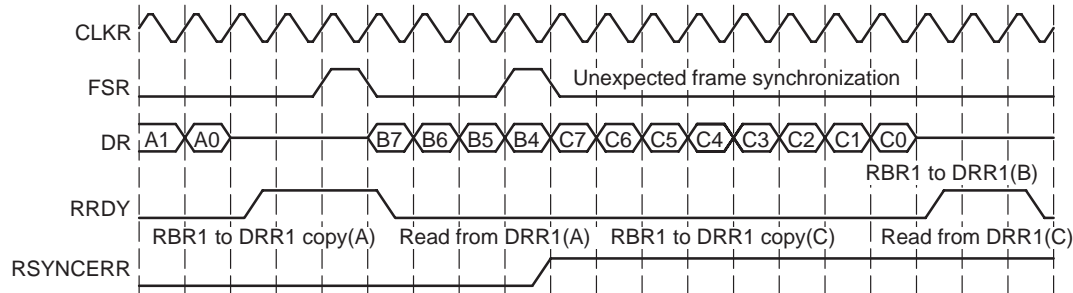 CLKR
FSR
Unexpected frame synchronization
DR A1 A0 B7 B6 B5 B4 C7 C6 C5 C4 C3 C2 C1 C0
RBR1 to DRR1(B)
RRDY
RBR1 to DRR1 copy(A) Read from DRR1(A) RBR1 to DRR1 copy(C) Read from DRR1(C)
RSYNCERR